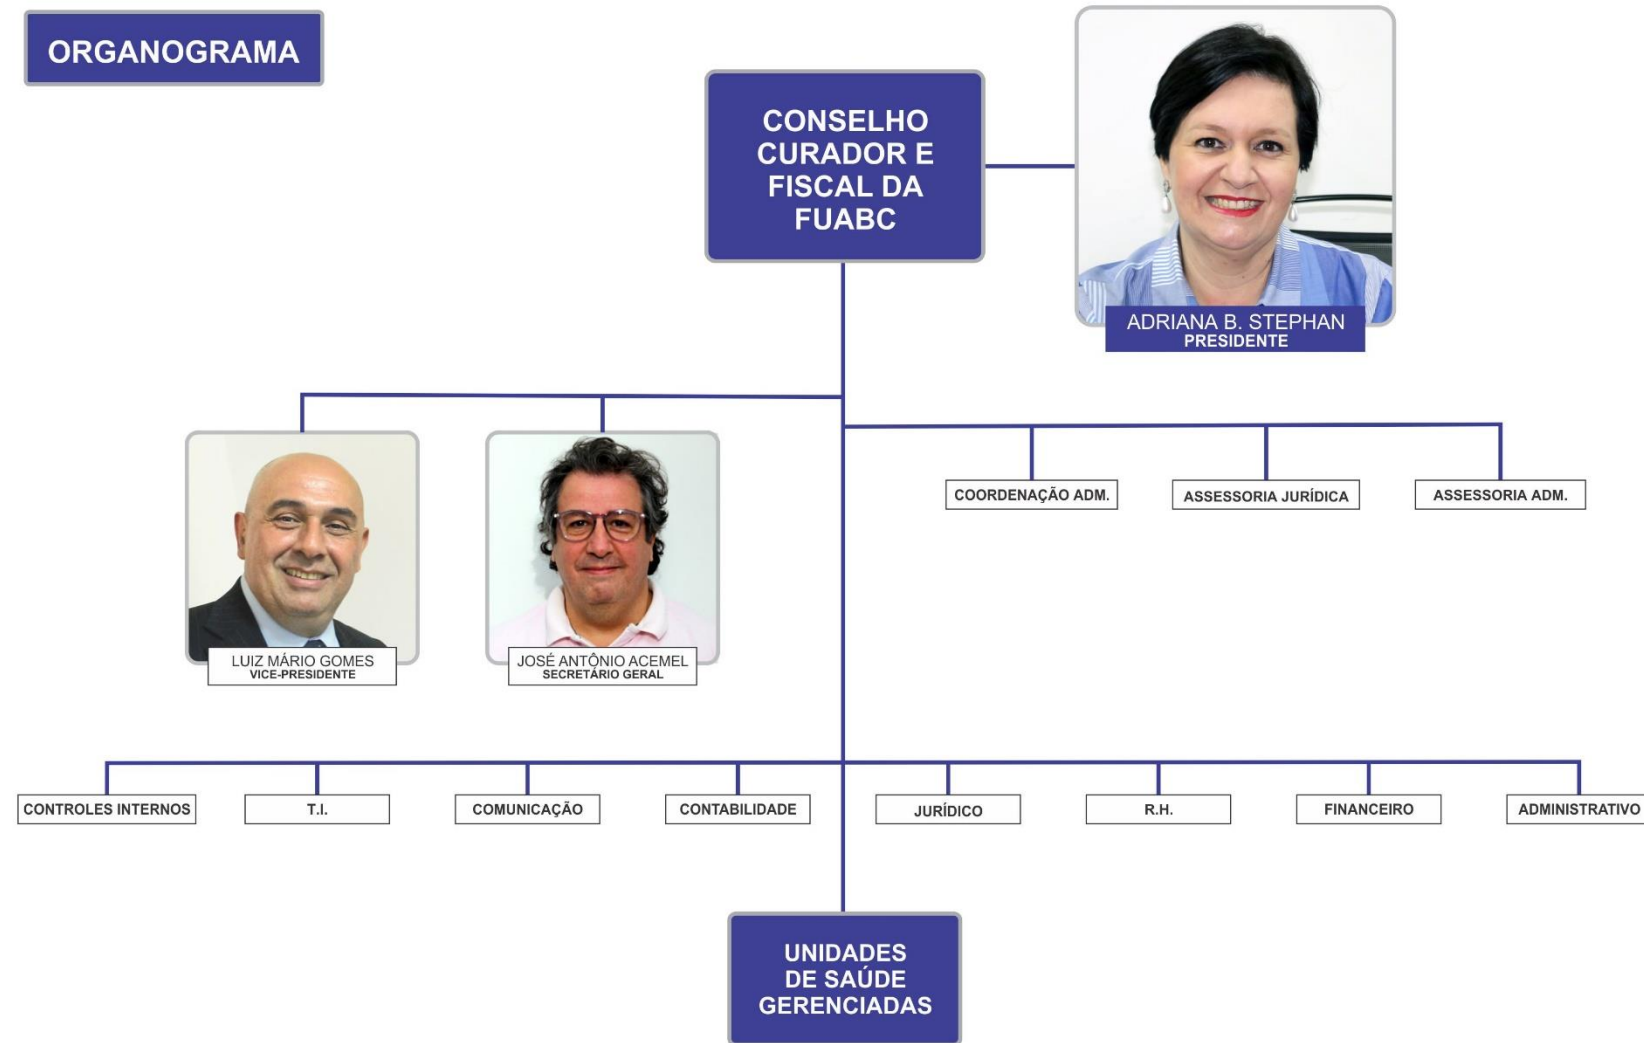 ORGANOGRAMA
CONSELHO
CURADOR E
FISCAL DA
FUABC
ADRIANA B. STEPHAN
PRESIDENTE
COORDENAÇÃO ADM.
ASSESSORIA JURÍDICA
ASSESSORIA ADM.
LUIZ MÁRIO GOMES
VICE-PRESIDENTE
JOSÉ ANTÔNIO ACEMEL
SECRETÁRIO GERAL
CONTROLES INTERNOS
T.I.
COMUNICAÇÃO
CONTABILIDADE
JURÍDICO
R.H.
FINANCEIRO
ADMINISTRATIVO
UNIDADES
DE SAÚDE
GERENCIADAS